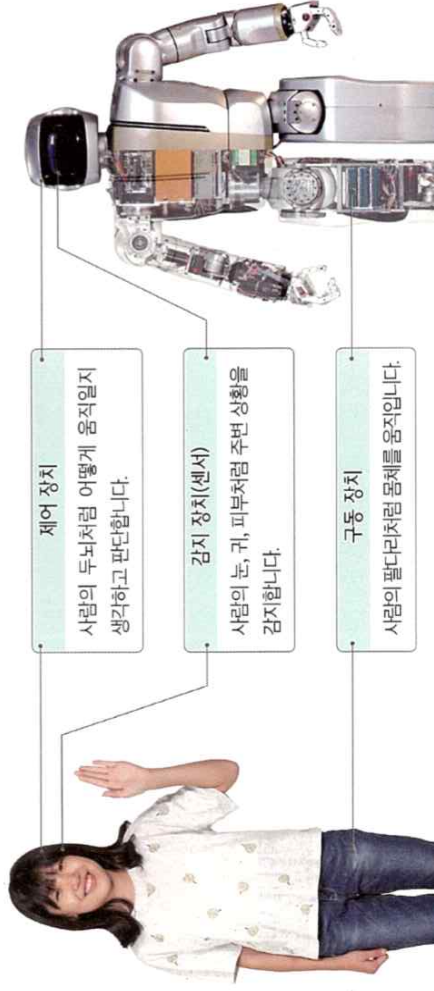 제어 장치
사람의 두뇌처럼 어떻게 움직일지
생각하고 판단합니다.
감지 장치(센서)
사람의 눈, 귀, 피부처럼 주변 상황을
감지합니다.
구동 장치
사람의 팔다리처럼 몸체를 움직입니다.